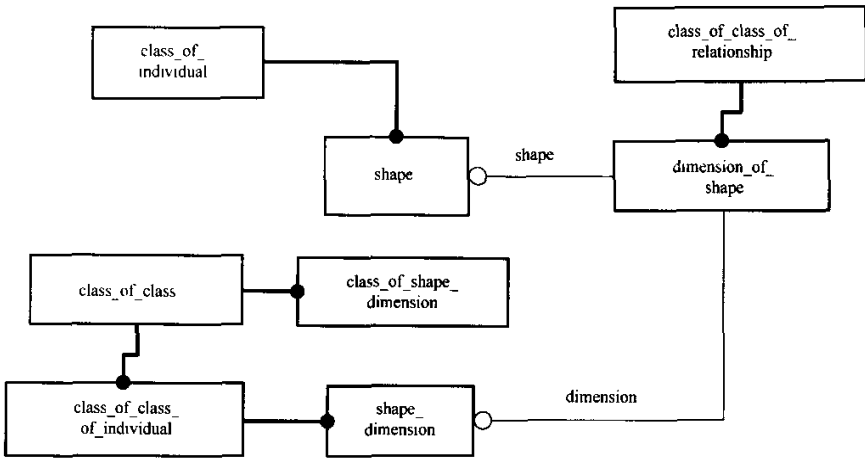 class_of_
individual
class_of_class_of_
relationship
shape
shape
dimension_of_
shape
class_of_class
class_of_shape_
dimension
class_of_class_
of_individual
shape_
dimension
dimension